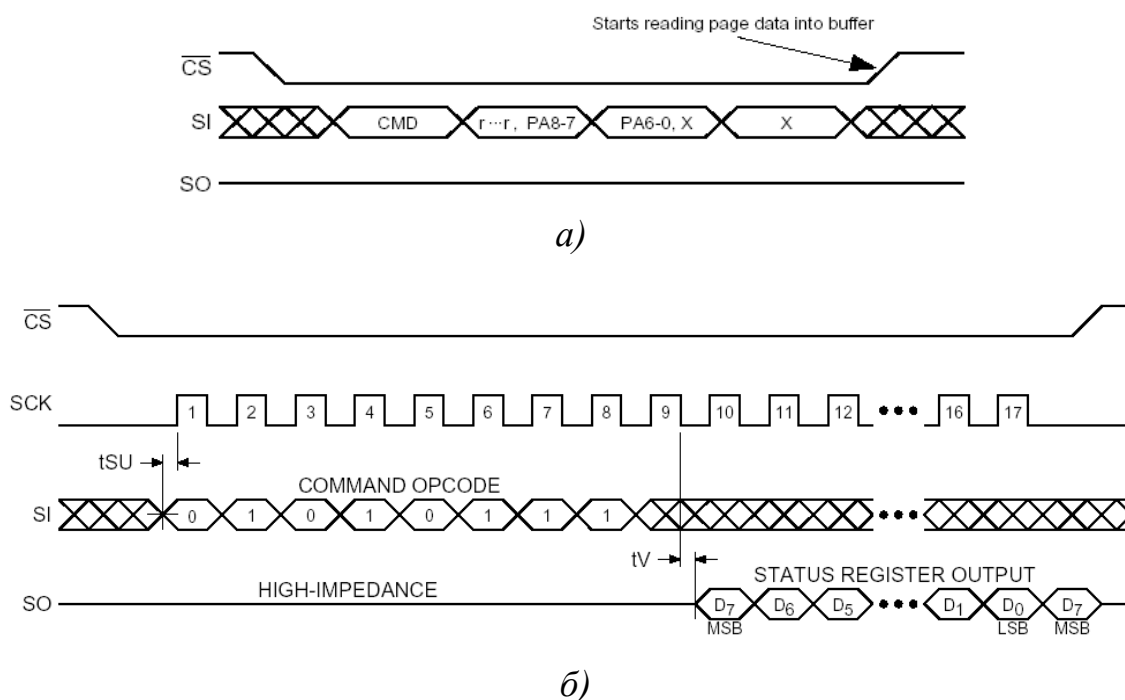 Starts reading page data into buffer
CS
SI CMD r···r , PA8-7 PA6-0, X X
SO
а)
CS
SCK 1 2 3 4 5 6 7 8 9 10 11 12 ••• 16 17
tSU
COMMAND OPCODE
SI 0 1 0 1 0 1 1 1 •••
tV
HIGH-IMPEDANCE STATUS REGISTER OUTPUT
SO D7 D6 D5 ••• D1 D0 D7
MSB LSB MSB
б)